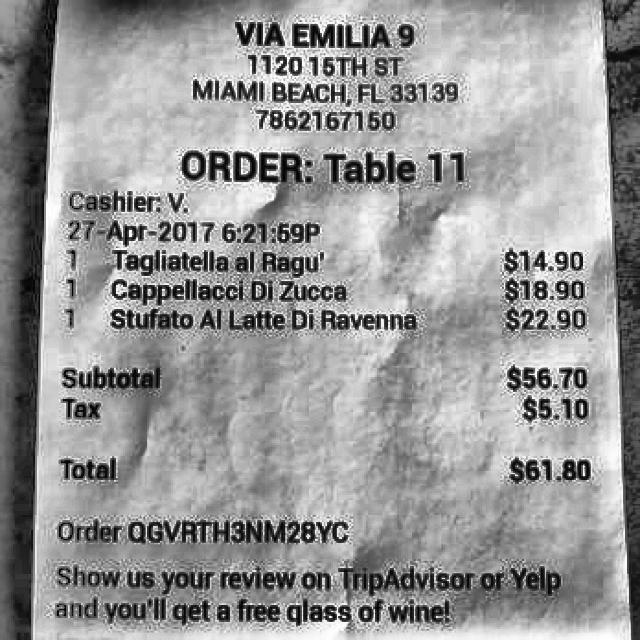 VIA EMILIA 9
1120 15TH ST
MIAMI BEACH, FL 33139
7862167150
ORDER: Table 11
Cashier: V.
27-Apr-2017 6:21:59P
1 Tagliatella al Ragu' $14.90
1 Cappellacci Di Zucca $18.90
1 Stufato Al Latte Di Ravenna $22.90
Subtotal $56.70
Tax $5.10
Total $61.80
Order QGVRTH3NM28YC
Show us your review on TripAdvisor or Yelp
and you'll get a free glass of wine!